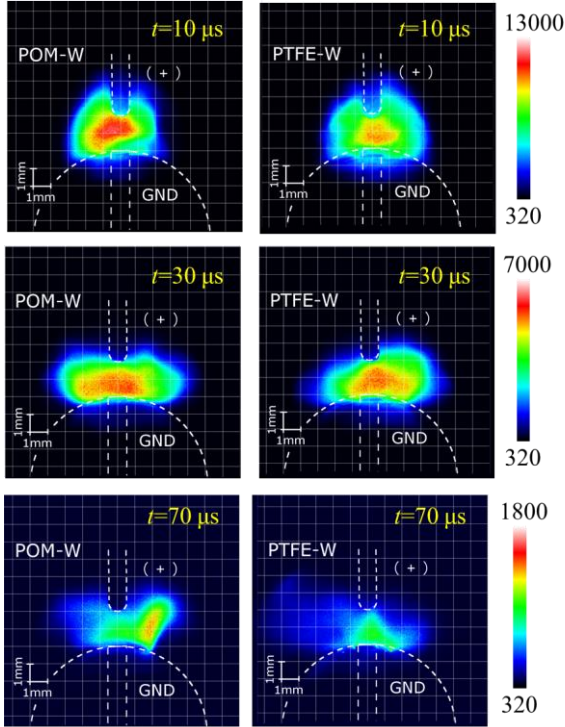 t=10 μs
POM-W
(+)
1mm
1mm
GND
t=10 μs
PTFE-W
(+)
1mm
1mm
GND
13000
320
t=30 μs
POM-W
(+)
1mm
1mm
GND
t=30 μs
PTFE-W
(+)
1mm
1mm
GND
7000
320
t=70 μs
POM-W
(+)
1mm
1mm
GND
t=70 μs
PTFE-W
(+)
1mm
1mm
GND
1800
320